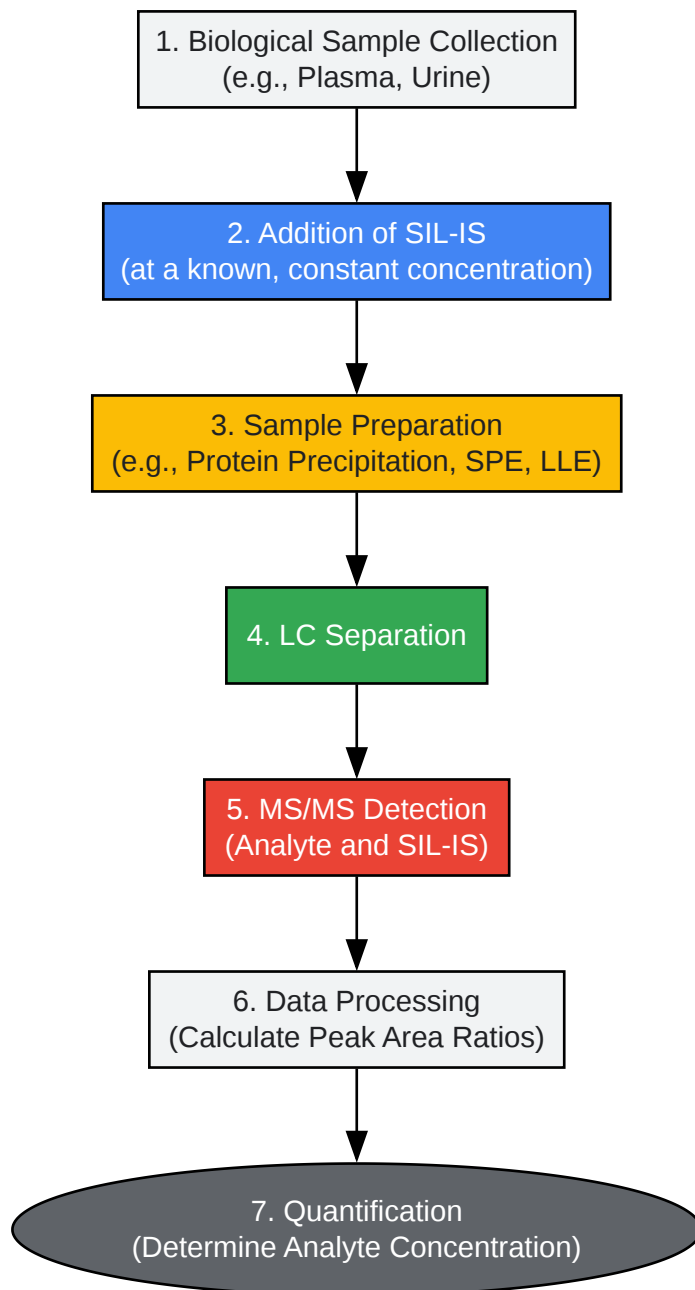 1. Biological Sample Collection
(e.g., Plasma, Urine)
2. Addition of SIL-IS
(at a known, constant concentration)
3. Sample Preparation
(e.g., Protein Precipitation, SPE, LLE)
4. LC Separation
5. MS/MS Detection
(Analyte and SIL-IS)
6. Data Processing
(Calculate Peak Area Ratios)
7. Quantification
(Determine Analyte Concentration)